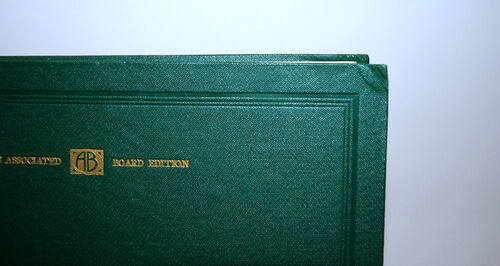 ASSOCIATED AB BOARD EDITION